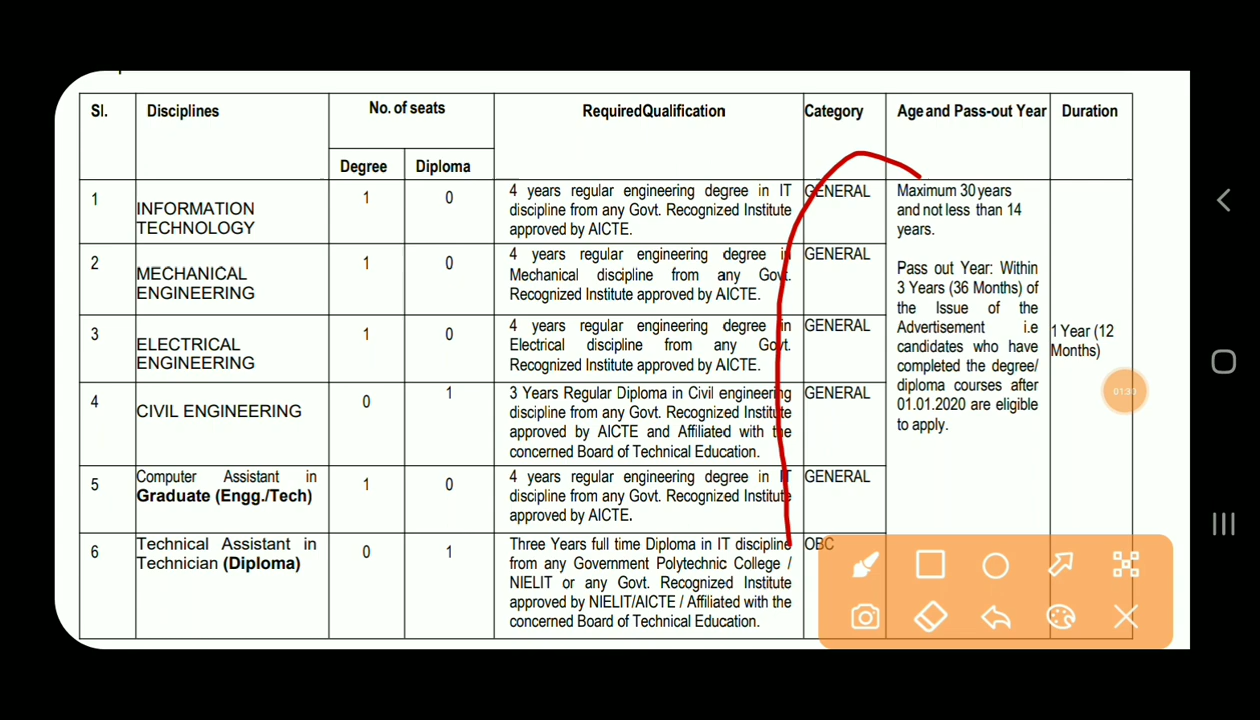 Sl.
Disciplines
No. of seats
RequiredQualification
Category
Age and Pass-out Year
Duration
Degree
Diploma
1
INFORMATION
TECHNOLOGY
1
0
4 years regular engineering degree in IT
discipline from any Govt. Recognized Institute
approved by AICTE.
GENERAL
Maximum 30 years
and not less than 14
years.
Pass out Year: Within
3 Years (36 Months) of
the Issue of the
Advertisement i.e
candidates who have
completed the degree/
diploma courses after
01.01.2020 are eligible
to apply.
1 Year (12
Months)
2
MECHANICAL
ENGINEERING
1
0
4 years regular engineering degree in
Mechanical discipline from any Govt.
Recognized Institute approved by AICTE.
GENERAL
3
ELECTRICAL
ENGINEERING
1
0
4 years regular engineering degree in
Electrical discipline from any Govt.
Recognized Institute approved by AICTE.
GENERAL
4
CIVIL ENGINEERING
0
1
3 Years Regular Diploma in Civil engineering
discipline from any Govt. Recognized Institute
approved by AICTE and Affiliated with the
concerned Board of Technical Education.
GENERAL
5
Computer Assistant in
Graduate (Engg./Tech)
1
0
4 years regular engineering degree in IT
discipline from any Govt. Recognized Institute
approved by AICTE.
GENERAL
6
Technical Assistant in
Technician (Diploma)
0
1
Three Years full time Diploma in IT discipline
from any Government Polytechnic College /
NIELIT or any Govt. Recognized Institute
approved by NIELIT/AICTE / Affiliated with the
concerned Board of Technical Education.
OBC
01:30